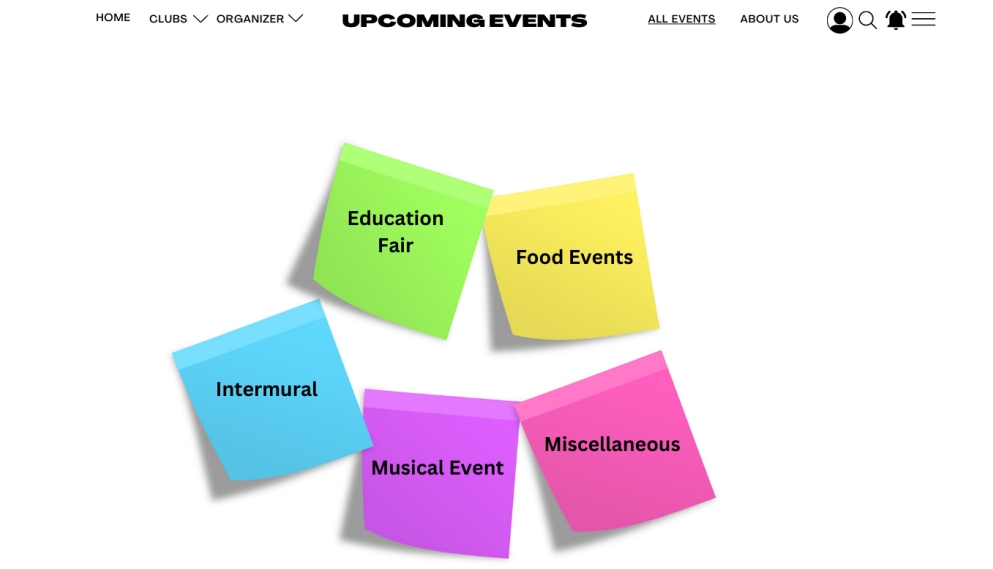 HOME CLUBS ORGANIZER UPCOMING EVENTS ALL EVENTS ABOUT US
Education
Fair
Food Events
Intermural
Musical Event
Miscellaneous